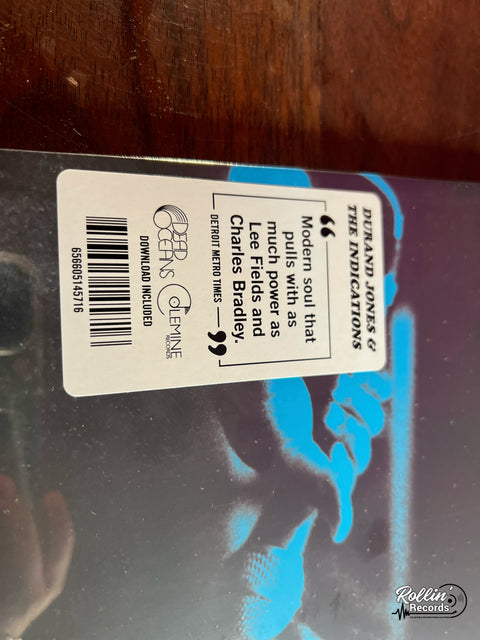 DURAND JONES &
THE INDICATIONS
“
Modern soul that
pulls with as
much power as
Lee Fields and
Charles Bradley.
DETROIT METRO TIMES —
”
DEAD OCEANS
COLEMINE
RECORDS
DOWNLOAD INCLUDED
656605145716
Rollin'
Records